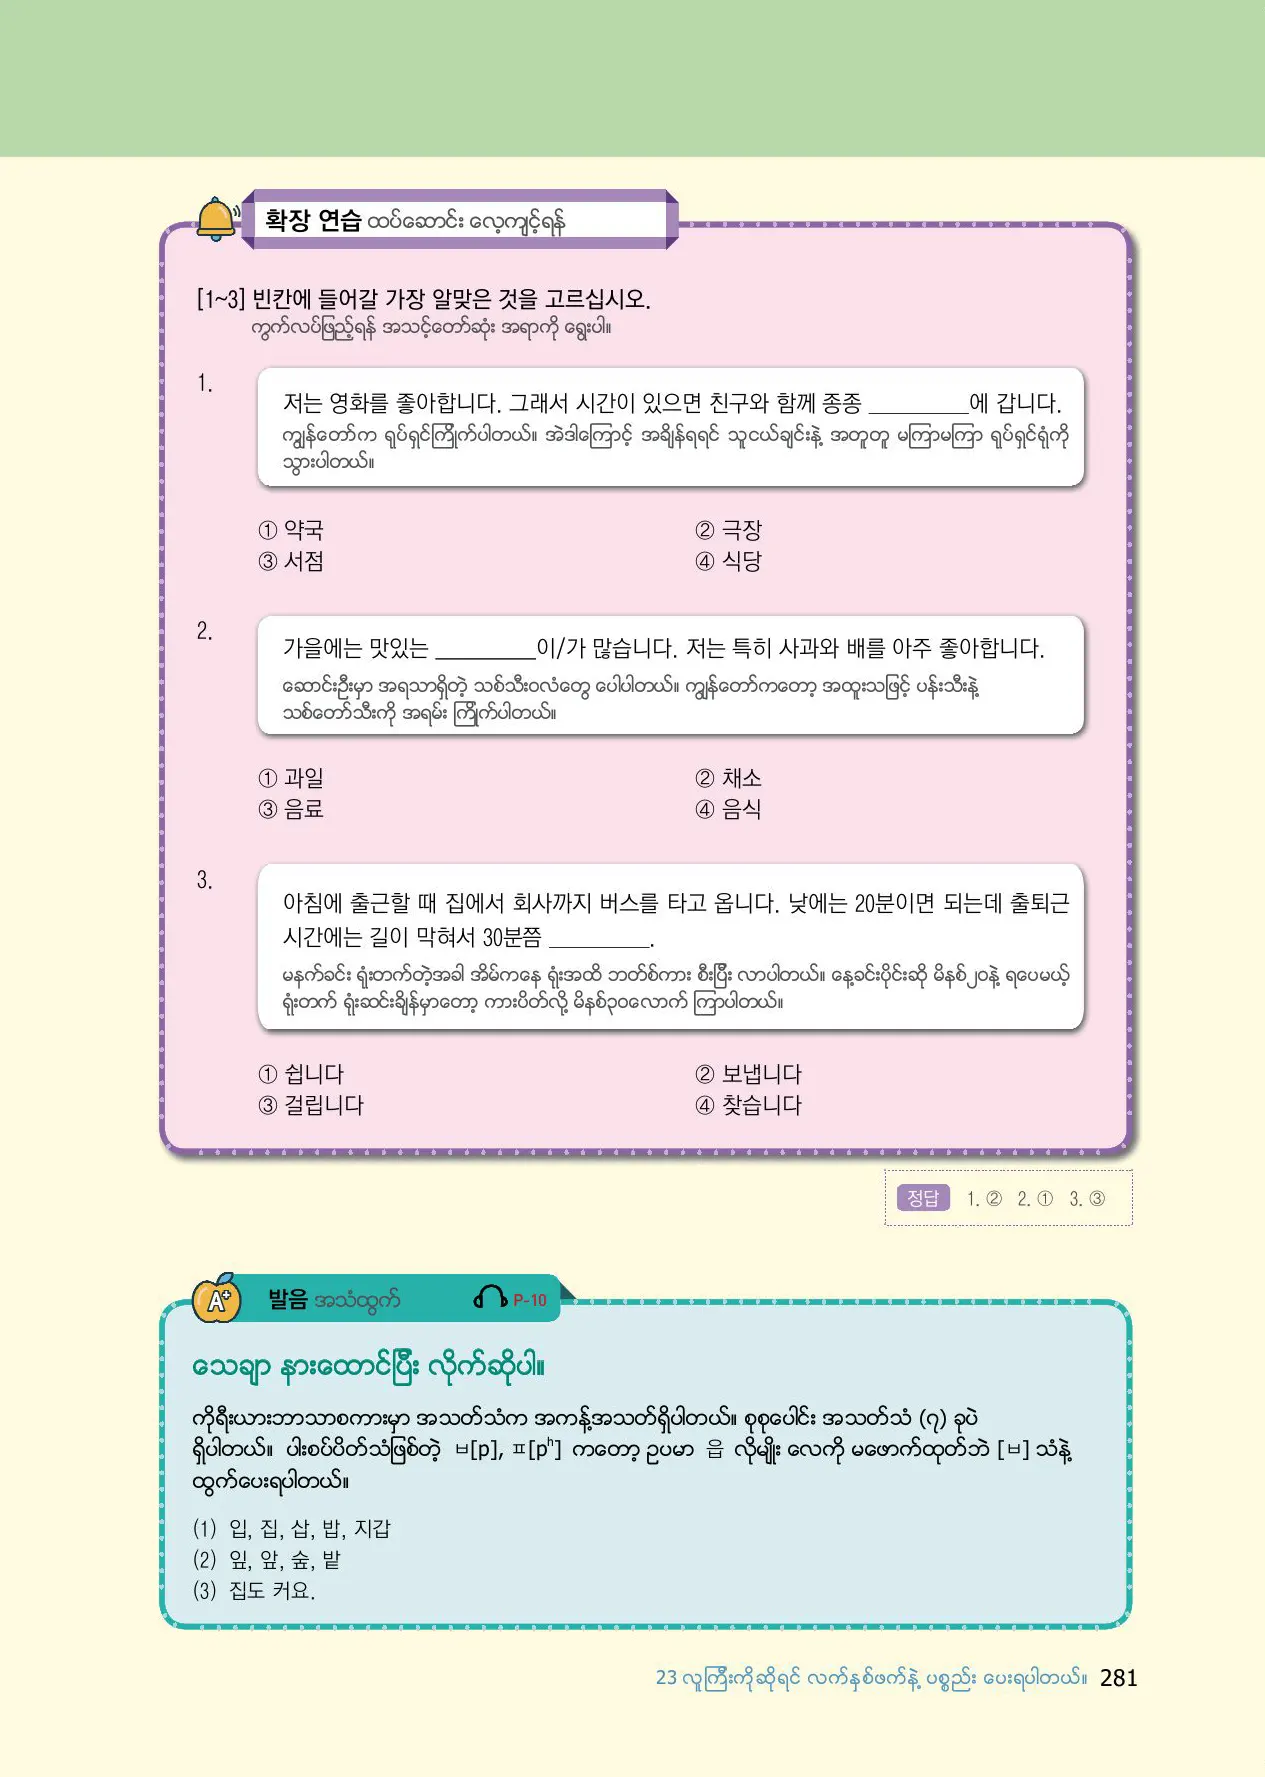 확장 연습 ထပ်ဆောင်း လေ့ကျင့်ရန်
[1~3] 빈칸에 들어갈 가장 알맞은 것을 고르십시오.
ကွက်လပ်ဖြည့်ရန် အသင့်တော်ဆုံး အရာကို ရွေးပါ။
1.
저는 영화를 좋아합니다. 그래서 시간이 있으면 친구와 함께 종종 _________에 갑니다.
ကျွန်တော်က ရုပ်ရှင်ကြိုက်ပါတယ်။ အဲဒါကြောင့် အချိန်ရရင် သူငယ်ချင်းနဲ့ အတူတူ မကြာမကြာ ရုပ်ရှင်ရုံကို
သွားပါတယ်။
① 약국 ② 극장
③ 서점 ④ 식당
2.
가을에는 맛있는 _________이/가 많습니다. 저는 특히 사과와 배를 아주 좋아합니다.
ဆောင်းဦးမှာ အရသာရှိတဲ့ သစ်သီးဝလံတွေ ပေါပါတယ်။ ကျွန်တော်ကတော့ အထူးသဖြင့် ပန်းသီးနဲ့
သစ်တော်သီးကို အရမ်း ကြိုက်ပါတယ်။
① 과일 ② 채소
③ 음료 ④ 음식
3.
아침에 출근할 때 집에서 회사까지 버스를 타고 옵니다. 낮에는 20분이면 되는데 출퇴근
시간에는 길이 막혀서 30분쯤 _________.
မနက်ခင်း ရုံးတက်တဲ့အခါ အိမ်ကနေ ရုံးအထိ ဘတ်စ်ကား စီးပြီး လာပါတယ်။ နေ့ခင်းပိုင်းဆို မိနစ်၂၀နဲ့ ရပေမယ့်
ရုံးတက် ရုံးဆင်းချိန်မှာတော့ ကားပိတ်လို့ မိနစ်၃၀လောက် ကြာပါတယ်။
① 쉽니다 ② 보냅니다
③ 걸립니다 ④ 찾습니다
정답 1. ② 2. ① 3. ③
A+ 발음 အသံထွက် P-10
သေချာ နားထောင်ပြီး လိုက်ဆိုပါ။
ကိုရီးယားဘာသာစကားမှာ အသတ်သံက အကန့်အသတ်ရှိပါတယ်။ စုစုပေါင်း အသတ်သံ (၇) ခုပဲ
ရှိပါတယ်။ ပါးစပ်ပိတ်သံဖြစ်တဲ့ ㅂ[p], ㅍ[pʰ] ကတော့ ဥပမာ 읍 လိုမျိုး လေကို မဖောက်ထုတ်ဘဲ [ㅂ] သံနဲ့
ထွက်ပေးရပါတယ်။
(1) 입, 집, 삽, 밥, 지갑
(2) 잎, 앞, 숲, 밭
(3) 집도 커요.
23 လူကြီးကိုဆိုရင် လက်နှစ်ဖက်နဲ့ ပစ္စည်း ပေးရပါတယ်။ 281